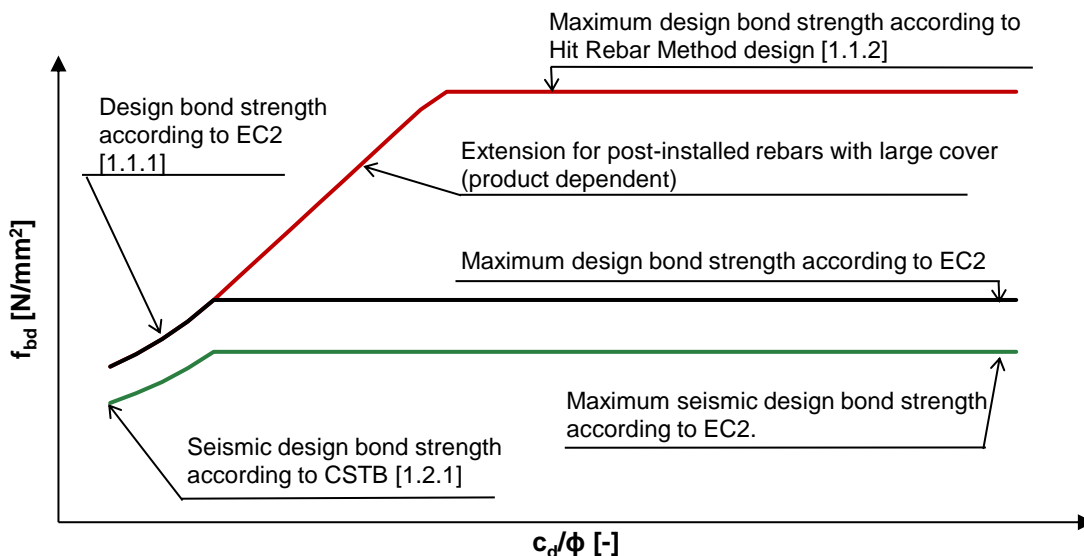 Maximum design bond strength according to
Hit Rebar Method design [1.1.2]
Design bond strength
according to EC2
[1.1.1]
Extension for post-installed rebars with large cover
(product dependent)
Maximum design bond strength according to EC2
f_bd [N/mm²]
Maximum seismic design bond strength
according to EC2.
Seismic design bond strength
according to CSTB [1.2.1]
c_d/ϕ [-]